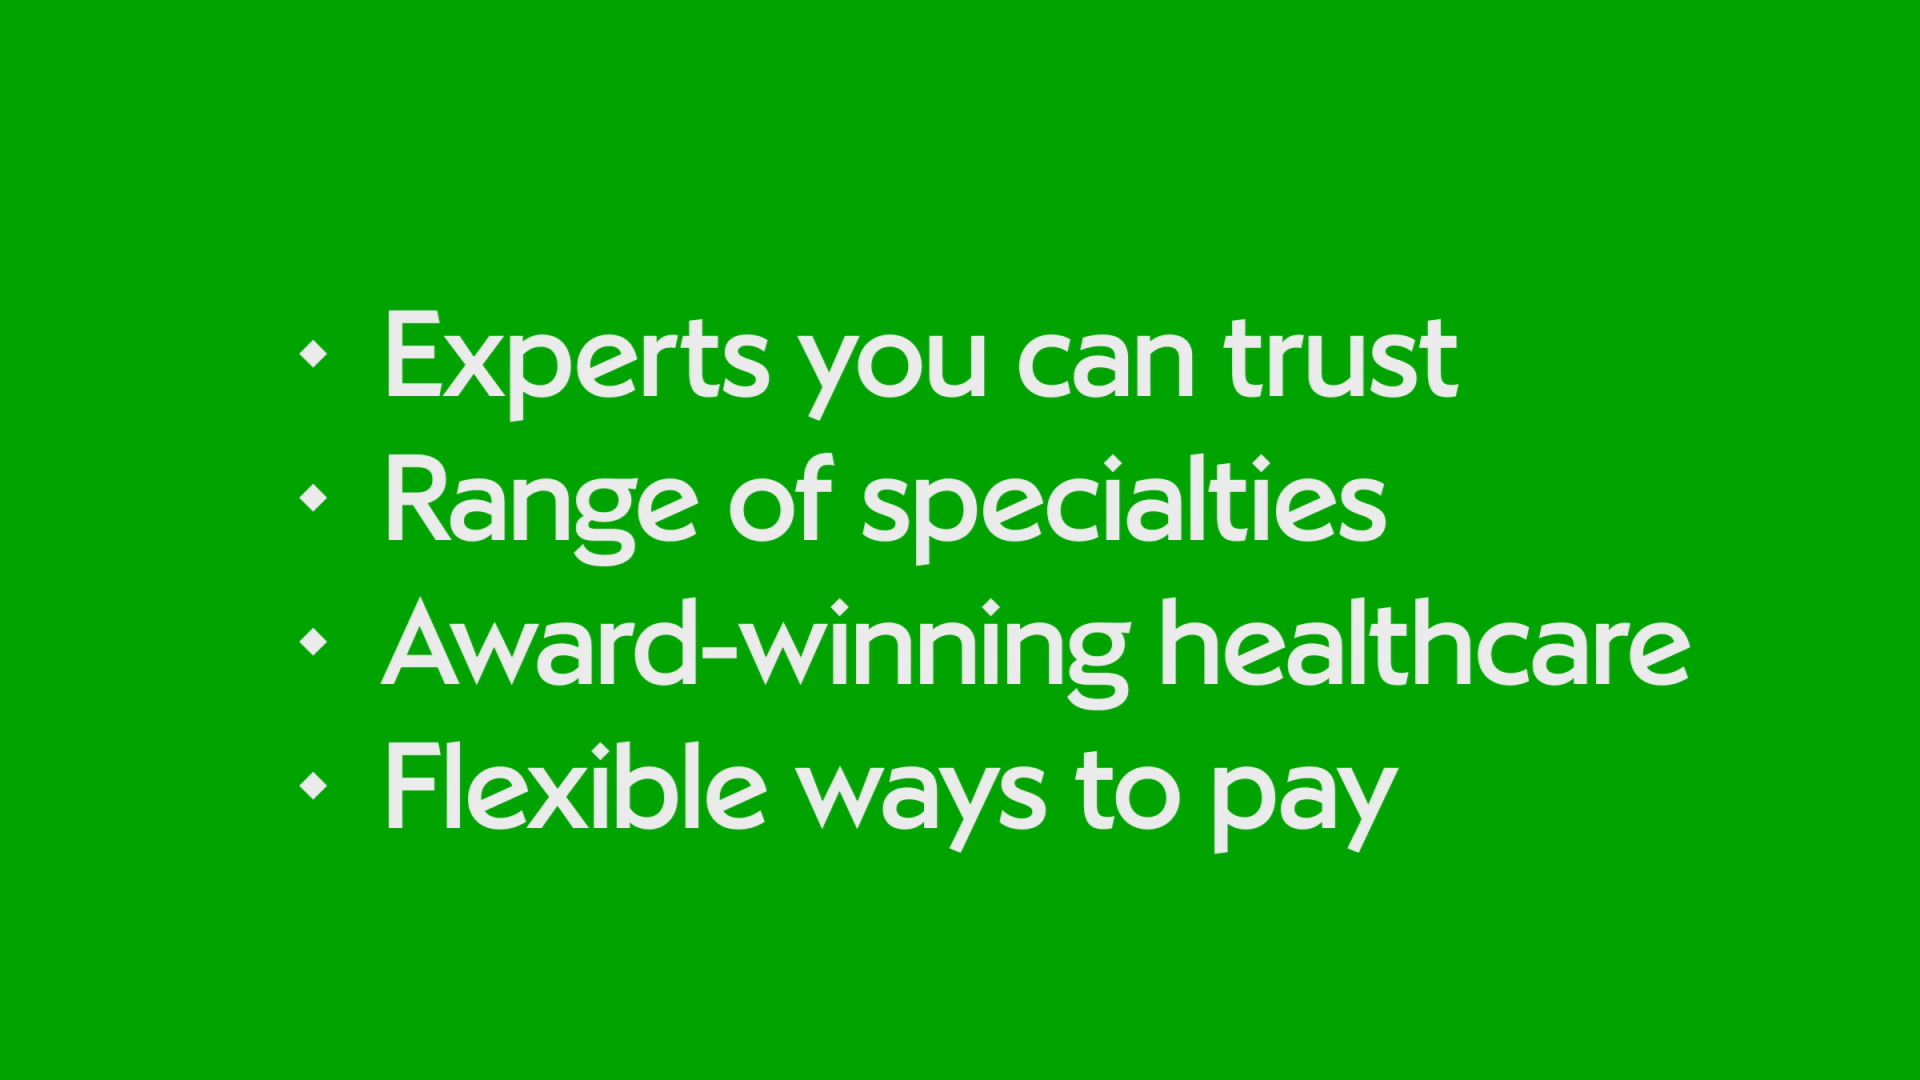 ◆ Experts you can trust
◆ Range of specialties
◆ Award-winning healthcare
◆ Flexible ways to pay